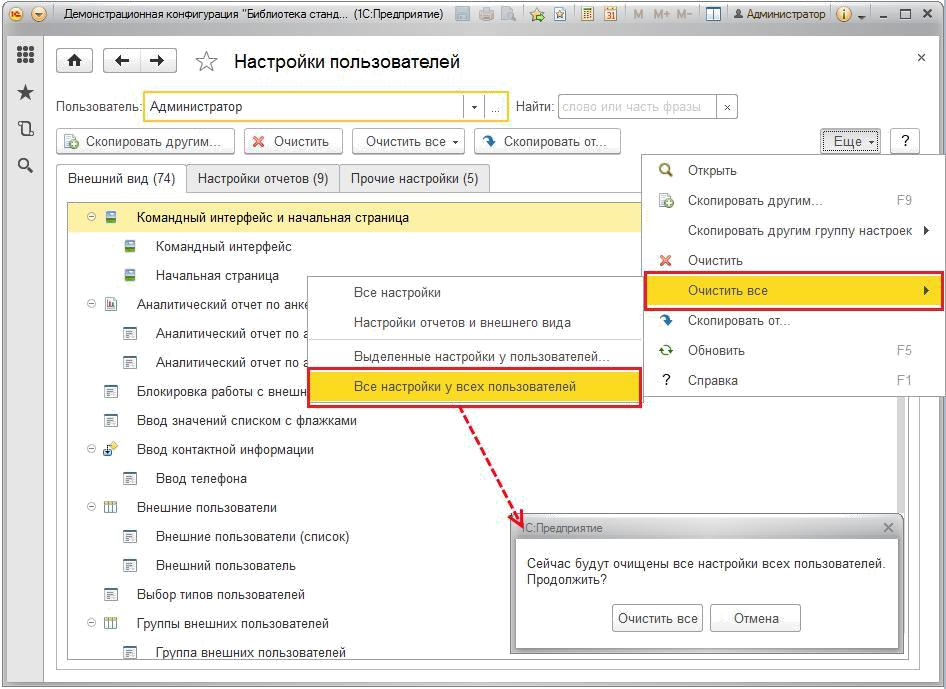 Демонстрационная конфигурация "Библиотека станд... (1С:Предприятие)
M M+ M-
Администратор
Настройки пользователей
Пользователь: Администратор
Найти: слово или часть фразы
Скопировать другим... Очистить Очистить все Скопировать от... Еще ?
Внешний вид (74) Настройки отчетов (9) Прочие настройки (5)
Командный интерфейс и начальная страница
Командный интерфейс
Начальная страница
Аналитический отчет по анке
Аналитический отчет по а
Аналитический отчет по а
Блокировка работы с внешн
Ввод значений списком с флажками
Ввод контактной информации
Ввод телефона
Внешние пользователи
Внешние пользователи (список)
Внешний пользователь
Выбор типов пользователей
Группы внешних пользователей
Группа внешних пользователей
Открыть
Скопировать другим... F9
Скопировать другим группу настроек
Очистить
Очистить все
Скопировать от...
Обновить F5
? Справка F1
Все настройки
Настройки отчетов и внешнего вида
Выделенные настройки у пользователей...
Все настройки у всех пользователей
1С:Предприятие
Сейчас будут очищены все настройки всех пользователей.
Продолжить?
Очистить все Отмена